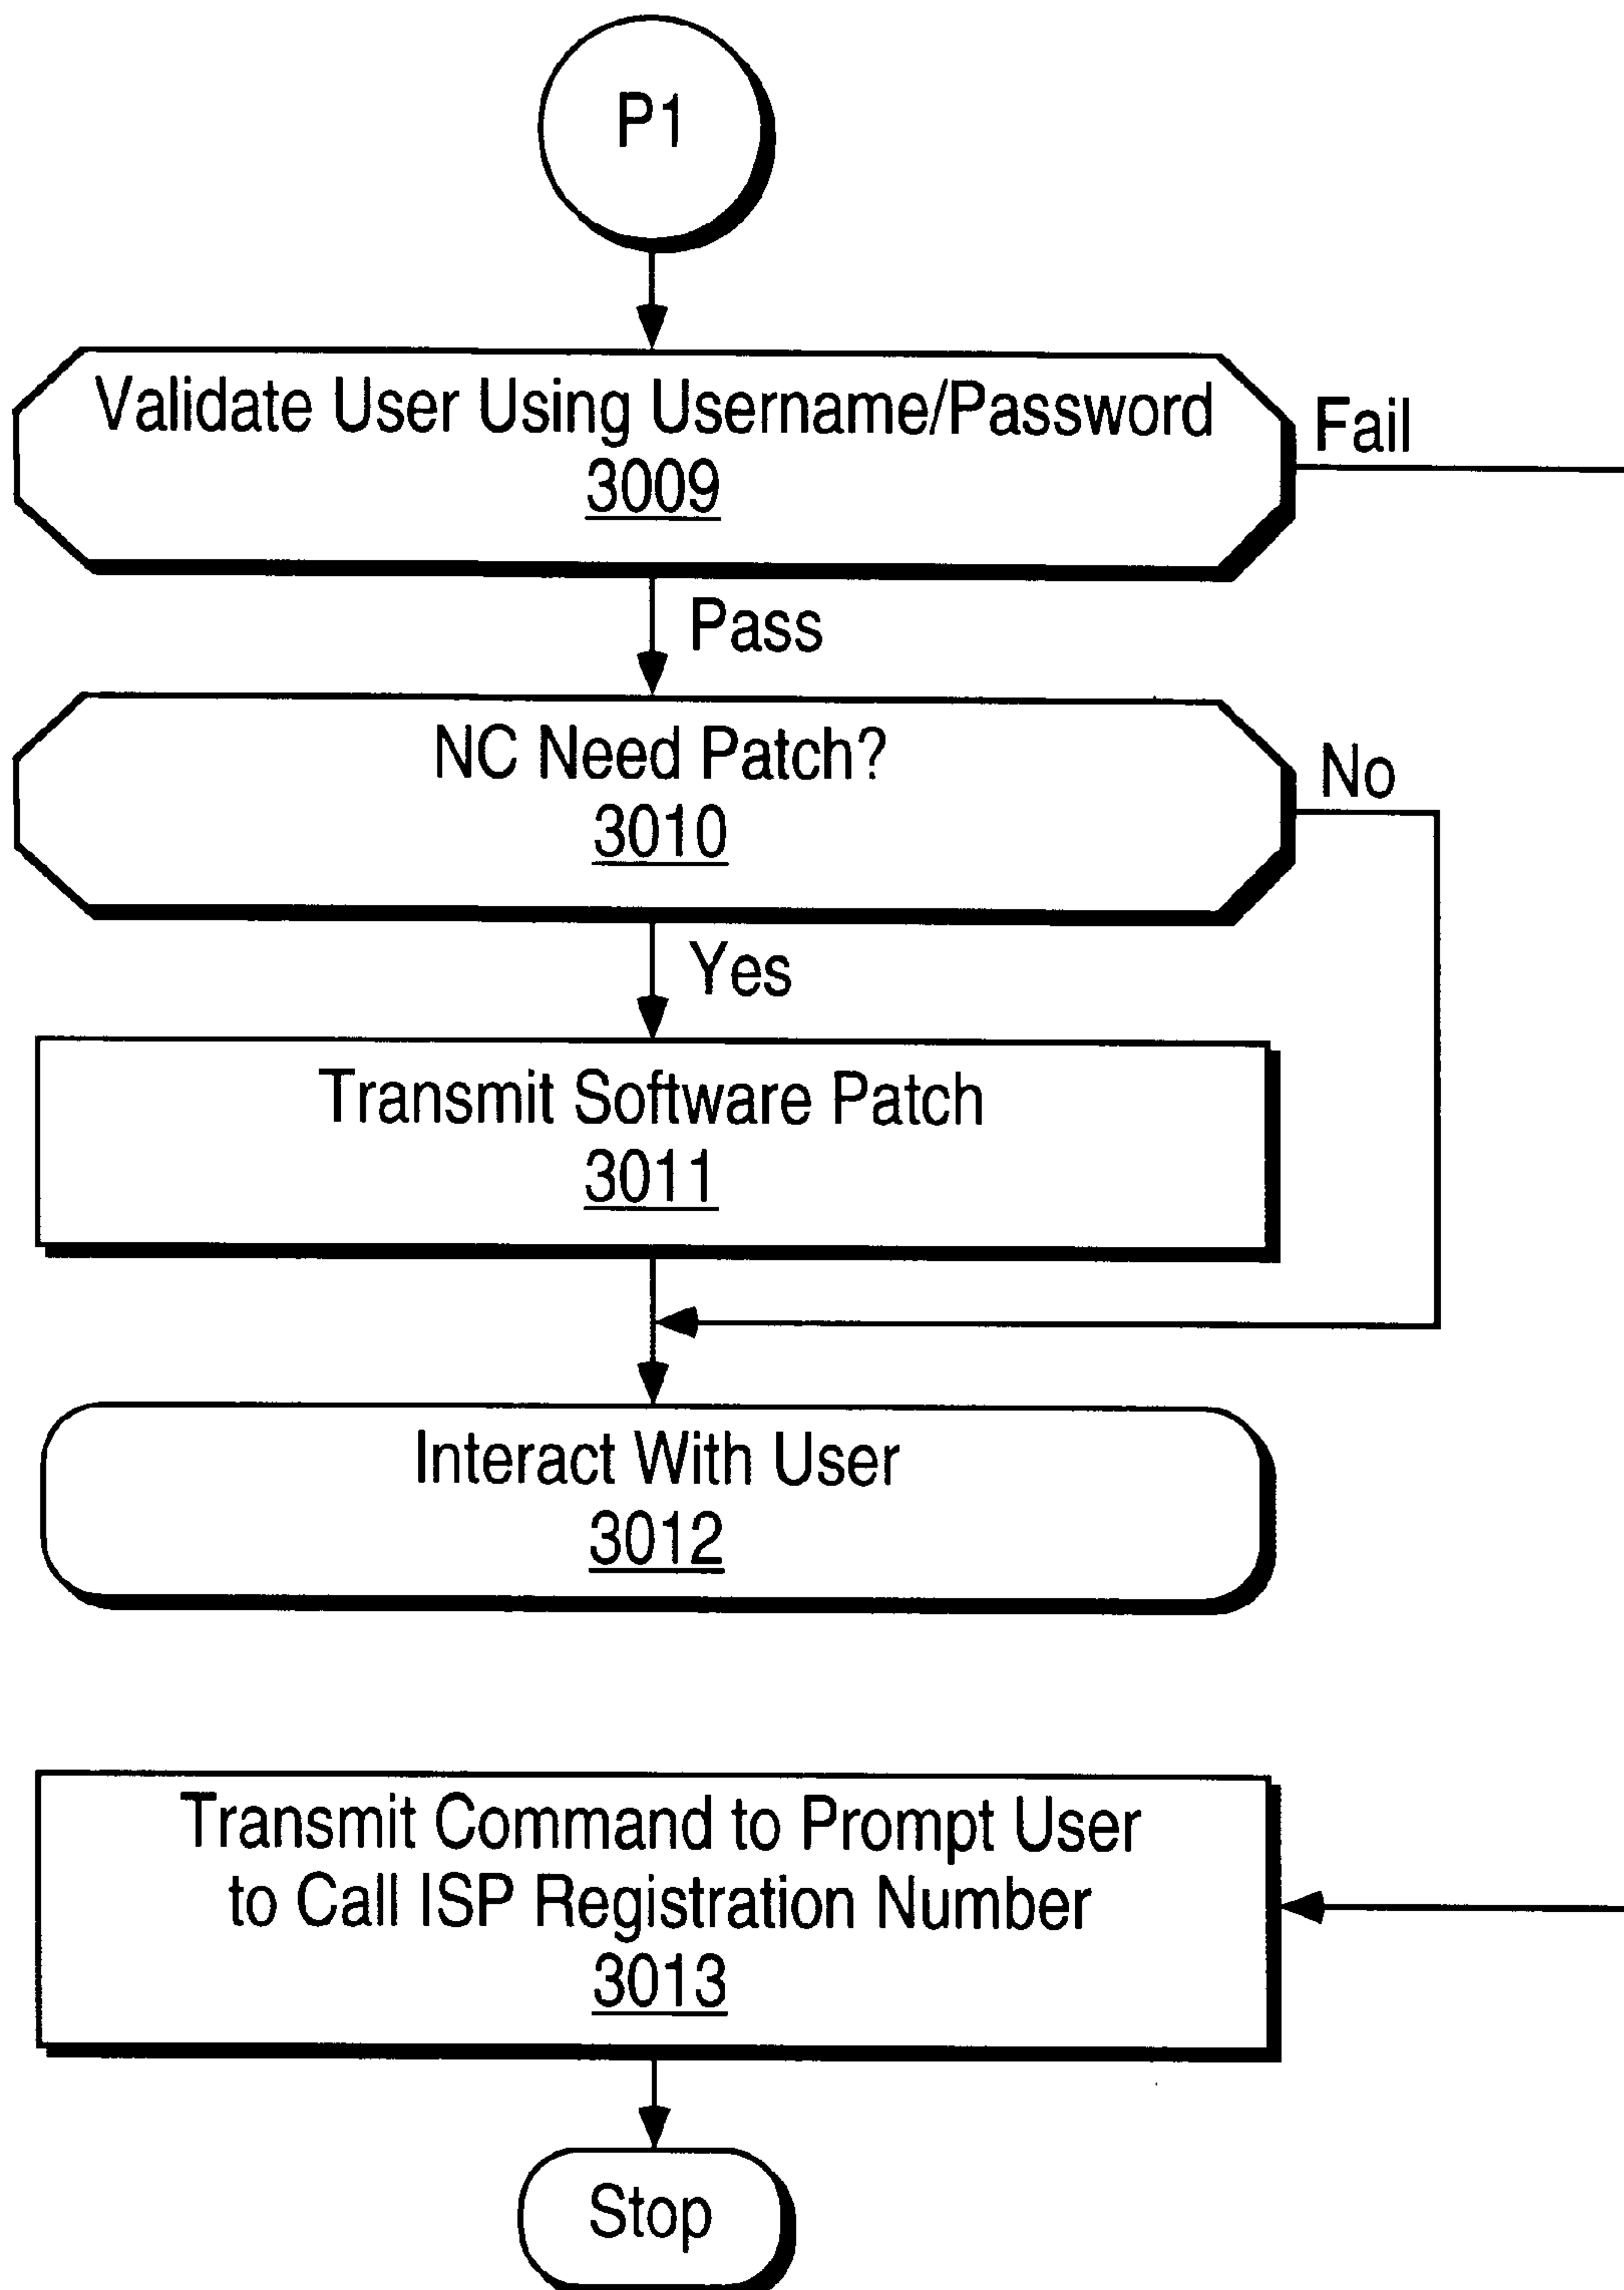 P1
Validate User Using Username/Password
3009
Fail
Pass
NC Need Patch?
3010
No
Yes
Transmit Software Patch
3011
Interact With User
3012
Transmit Command to Prompt User
to Call ISP Registration Number
3013
Stop